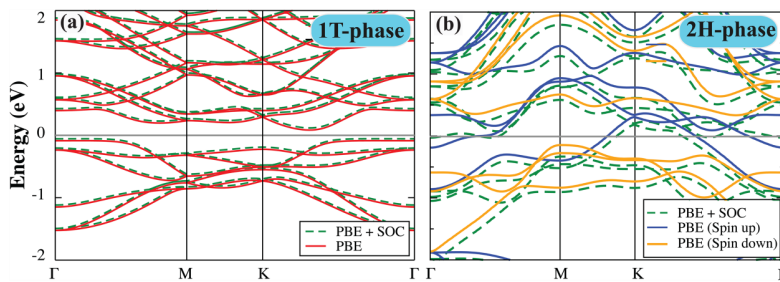 (a)
1T-phase
(b)
2H-phase
Energy (eV)
2
1
0
-1
-2
PBE + SOC
PBE
PBE + SOC
PBE (Spin up)
PBE (Spin down)
Γ M K Γ
Γ M K